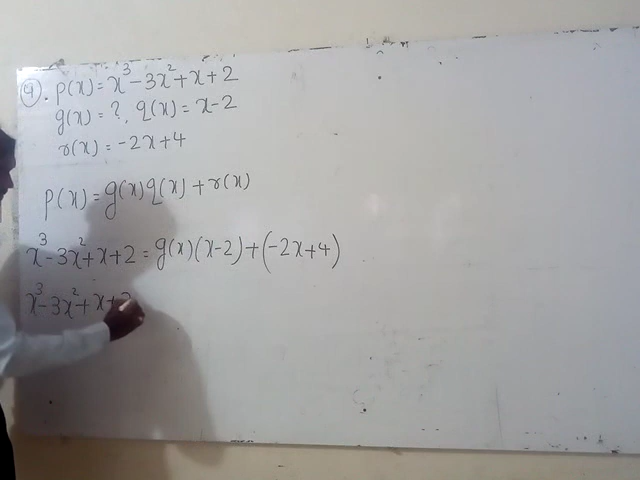 (4). p(x) = x³ - 3x² + x + 2
g(x) = ?, q(x) = x - 2
r(x) = -2x + 4
p(x) = g(x) q(x) + r(x)
x³ - 3x² + x + 2 = g(x) (x - 2) + (-2x + 4)
x³ - 3x² + x + 2